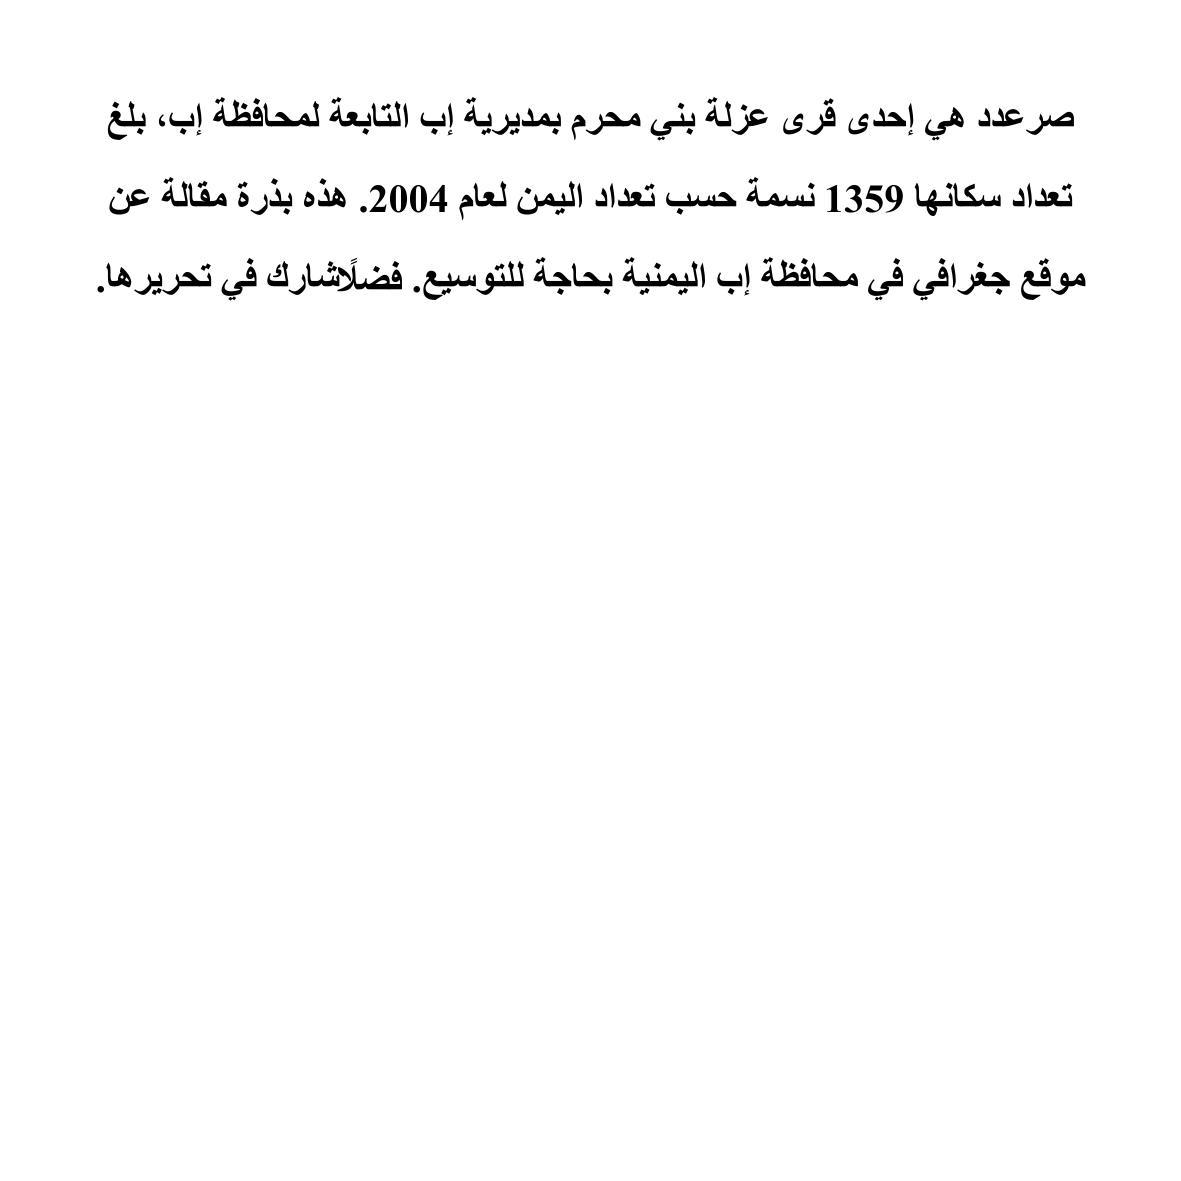 صرعدد هي إحدى قرى عزلة بني محرم بمديرية إب التابعة لمحافظة إب، بلغ
تعداد سكانها 1359 نسمة حسب تعداد اليمن لعام 2004. هذه بذرة مقالة عن
موقع جغرافي في محافظة إب اليمنية بحاجة للتوسيع. فضلًاشارك في تحريرها.